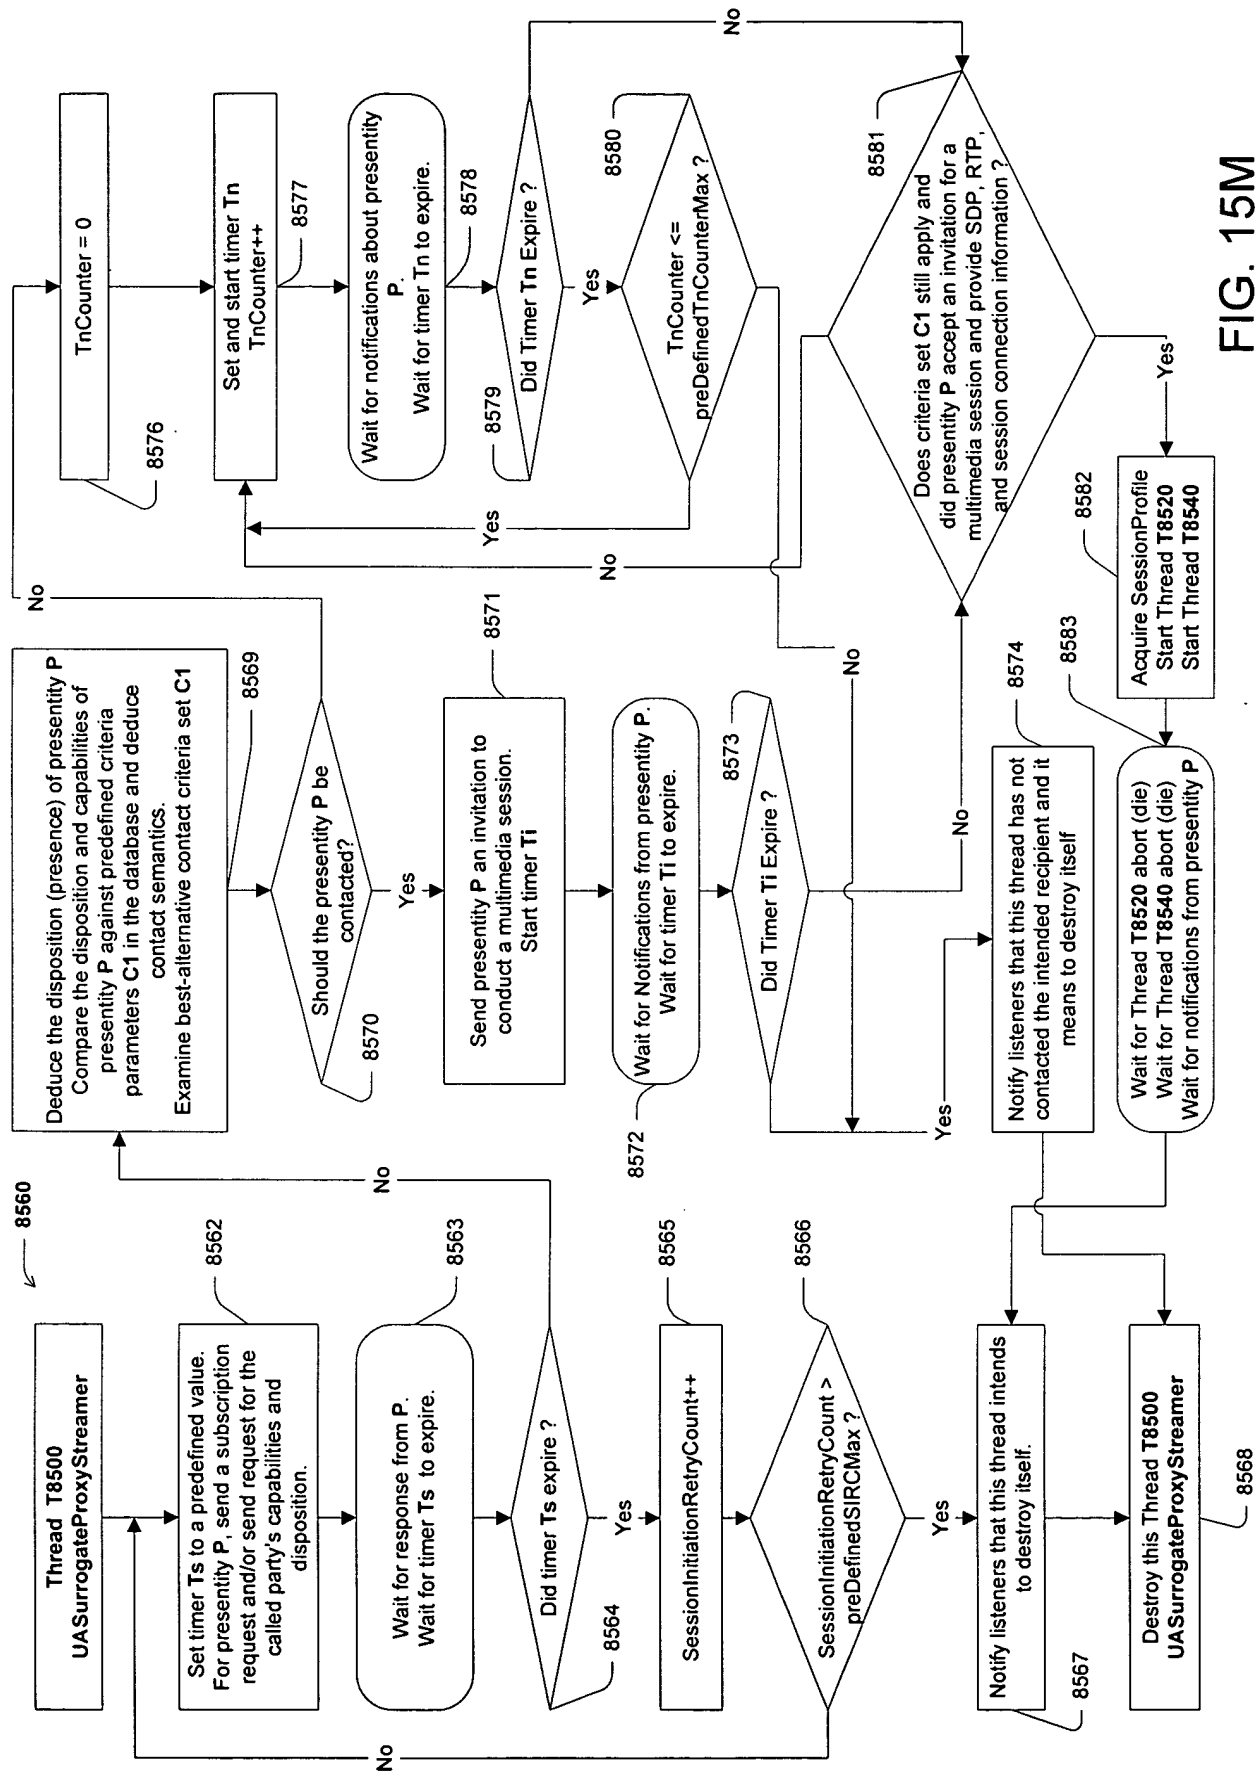 8560
Thread T8500
UASurrogateProxyStreamer
Set timer Ts to a predefined value.
For presentity P, send a subscription
request and/or send request for the
called party's capabilities and
disposition.
8562
Wait for response from P.
Wait for timer Ts to expire.
8563
Did timer Ts expire ?
8564
No
Yes
SessionInitiationRetryCount++
8565
SessionInitiationRetryCount >
preDefinedSIRCMax ?
8566
No
Yes
Notify listeners that this thread intends
to destroy itself.
8567
Destroy this Thread T8500
UASurrogateProxyStreamer
8568
Deduce the disposition (presence) of presentity P
Compare the disposition and capabilities of
presentity P against predefined criteria
parameters C1 in the database and deduce
contact semantics.
Examine best-alternative contact criteria set C1
8569
Should the presentity P be
contacted?
8570
No
Yes
Send presentity P an invitation to
conduct a multimedia session.
Start timer Ti
8571
Wait for Notifications from presentity P.
Wait for timer Ti to expire.
8572
Did Timer Ti Expire ?
8573
No
Yes
Notify listeners that this thread has not
contacted the intended recipient and it
means to destroy itself
8574
Wait for Thread T8520 abort (die)
Wait for Thread T8540 abort (die)
Wait for notifications from presentity P
8583
TnCounter = 0
8576
Set and start timer Tn
TnCounter++
8577
Wait for notifications about presentity
P.
Wait for timer Tn to expire.
8578
Did Timer Tn Expire ?
8579
No
Yes
TnCounter <=
preDefinedTnCounterMax ?
8580
Yes
No
Does criteria set C1 still apply and
did presentity P accept an invitation for a
multimedia session and provide SDP, RTP,
and session connection information ?
8581
No
Yes
Acquire SessionProfile
Start Thread T8520
Start Thread T8540
8582
FIG. 15M